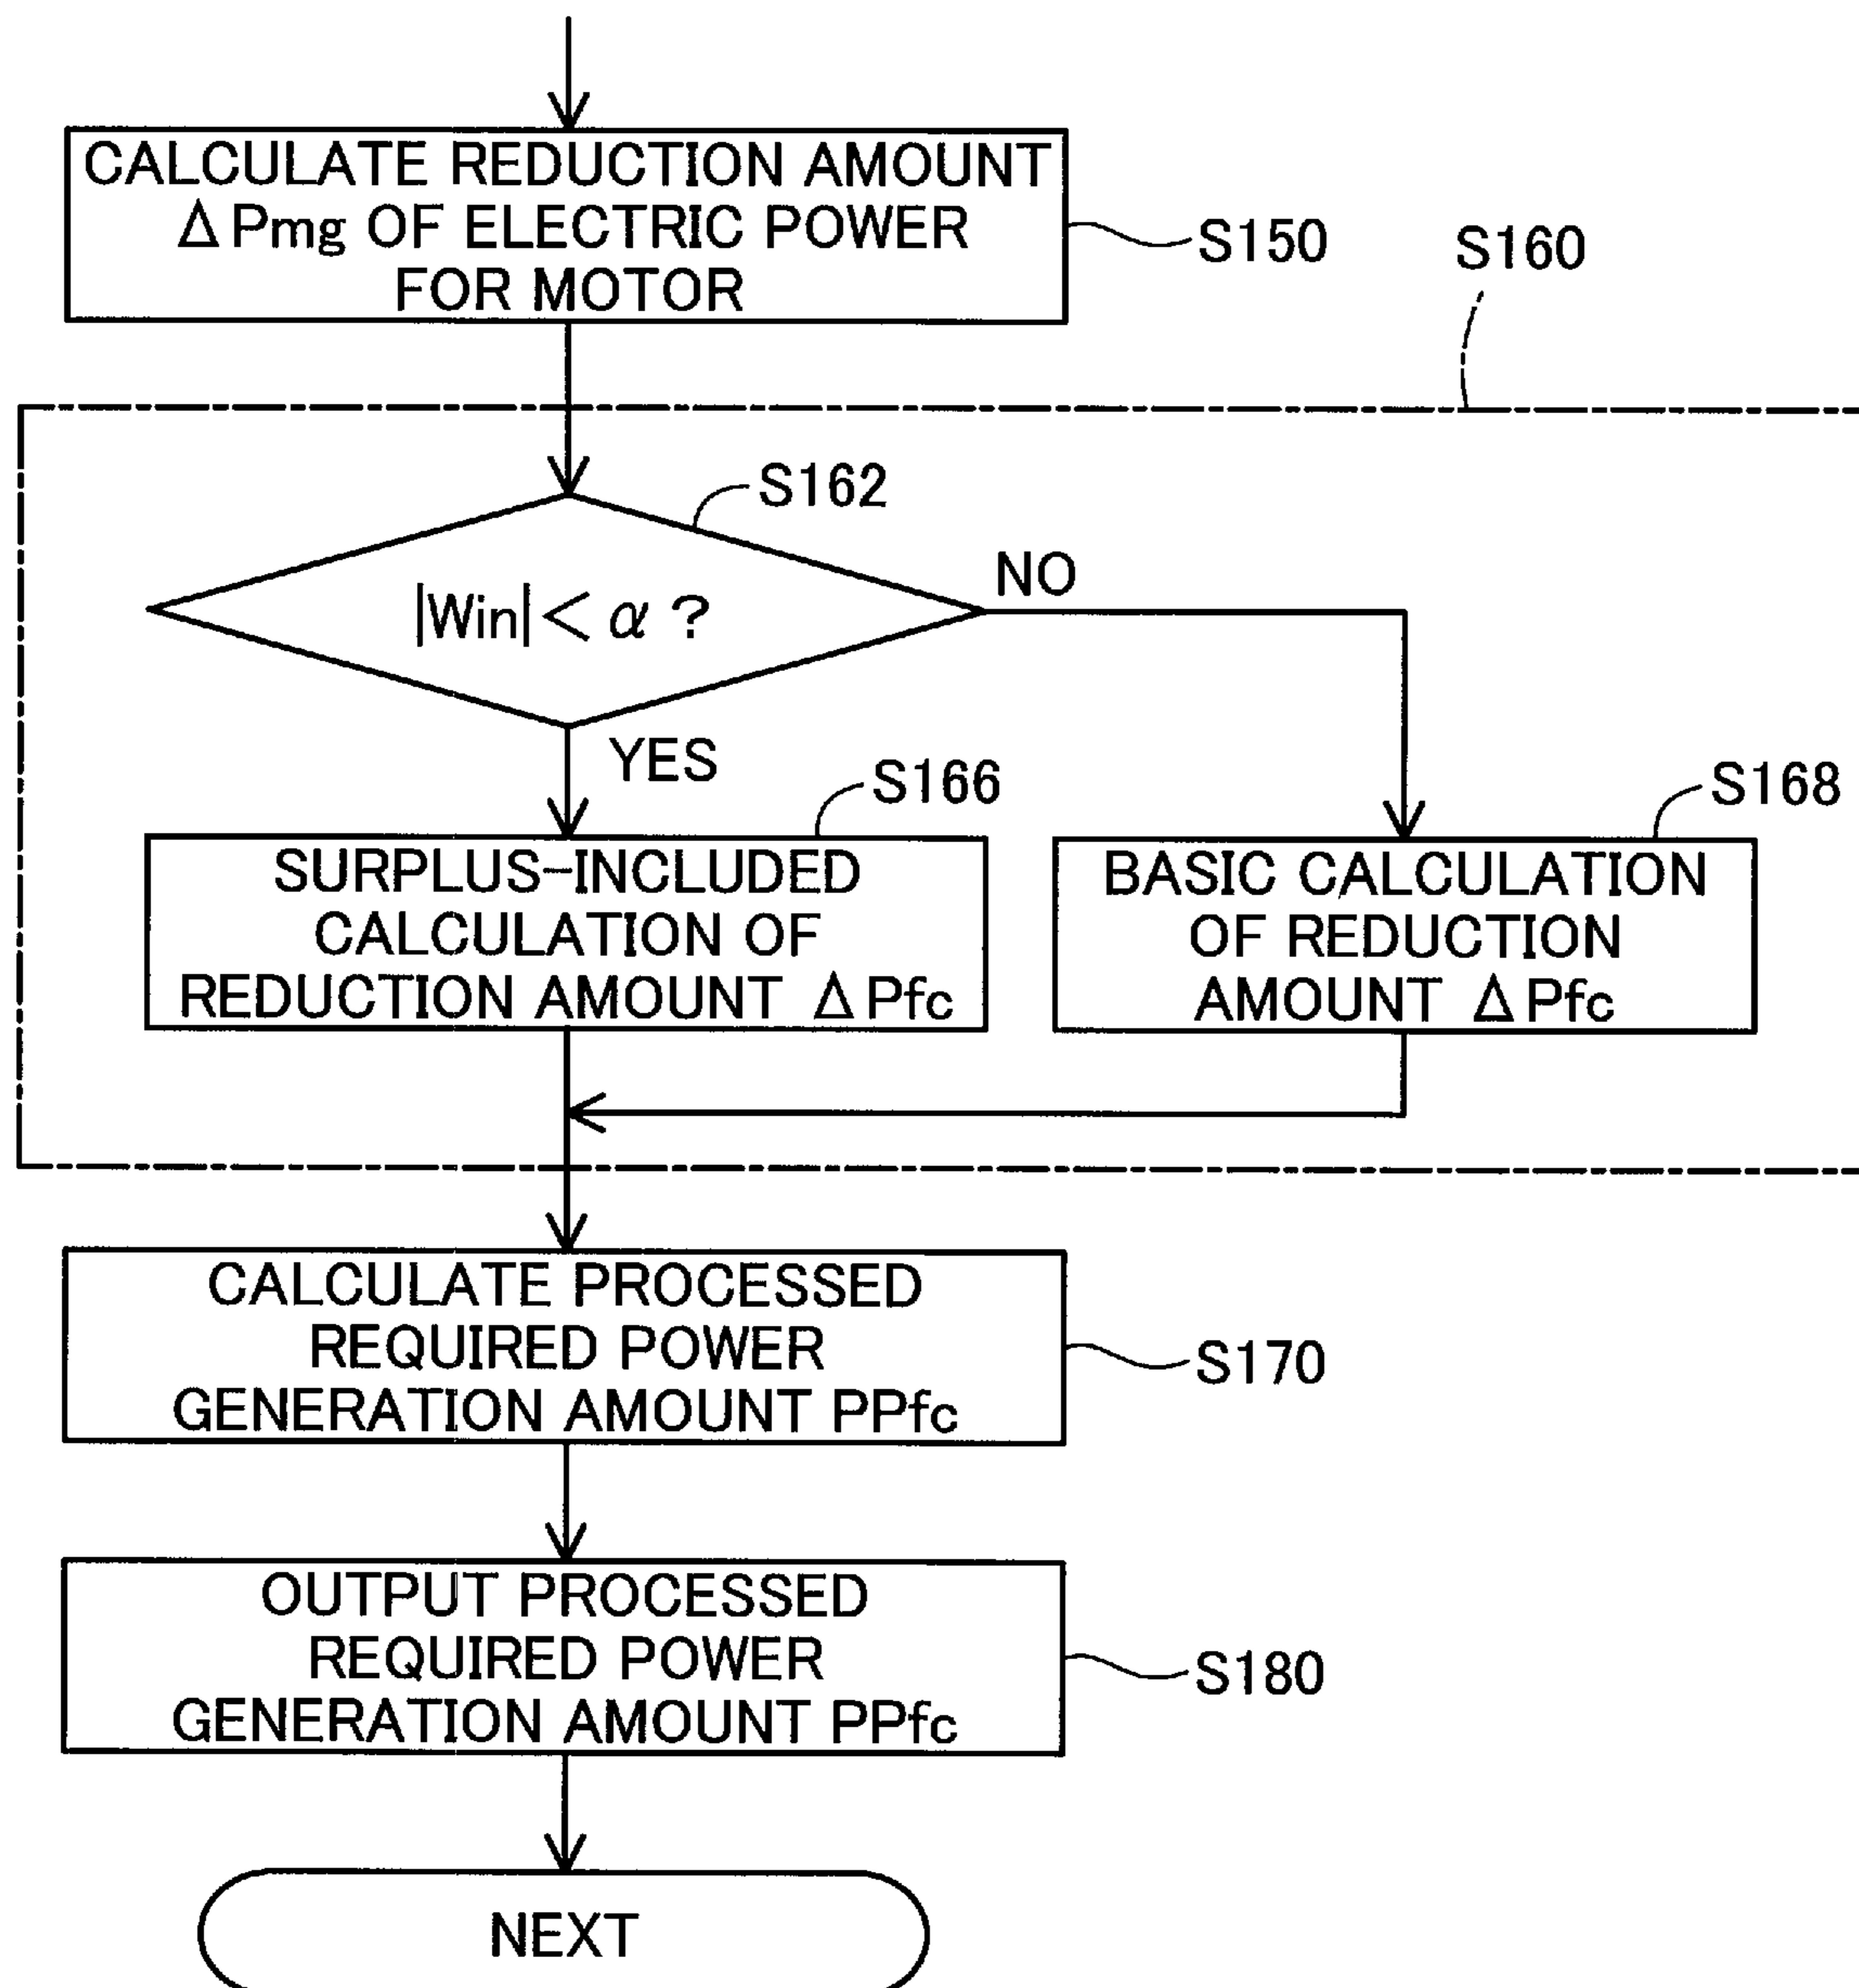 CALCULATE REDUCTION AMOUNT
ΔPmg OF ELECTRIC POWER
FOR MOTOR
S150
S160
S162
|Win|< α ?
NO
YES
S166
S168
SURPLUS-INCLUDED
CALCULATION OF
REDUCTION AMOUNT ΔPfc
BASIC CALCULATION
OF REDUCTION
AMOUNT ΔPfc
CALCULATE PROCESSED
REQUIRED POWER
GENERATION AMOUNT PPfc
S170
OUTPUT PROCESSED
REQUIRED POWER
GENERATION AMOUNT PPfc
S180
NEXT